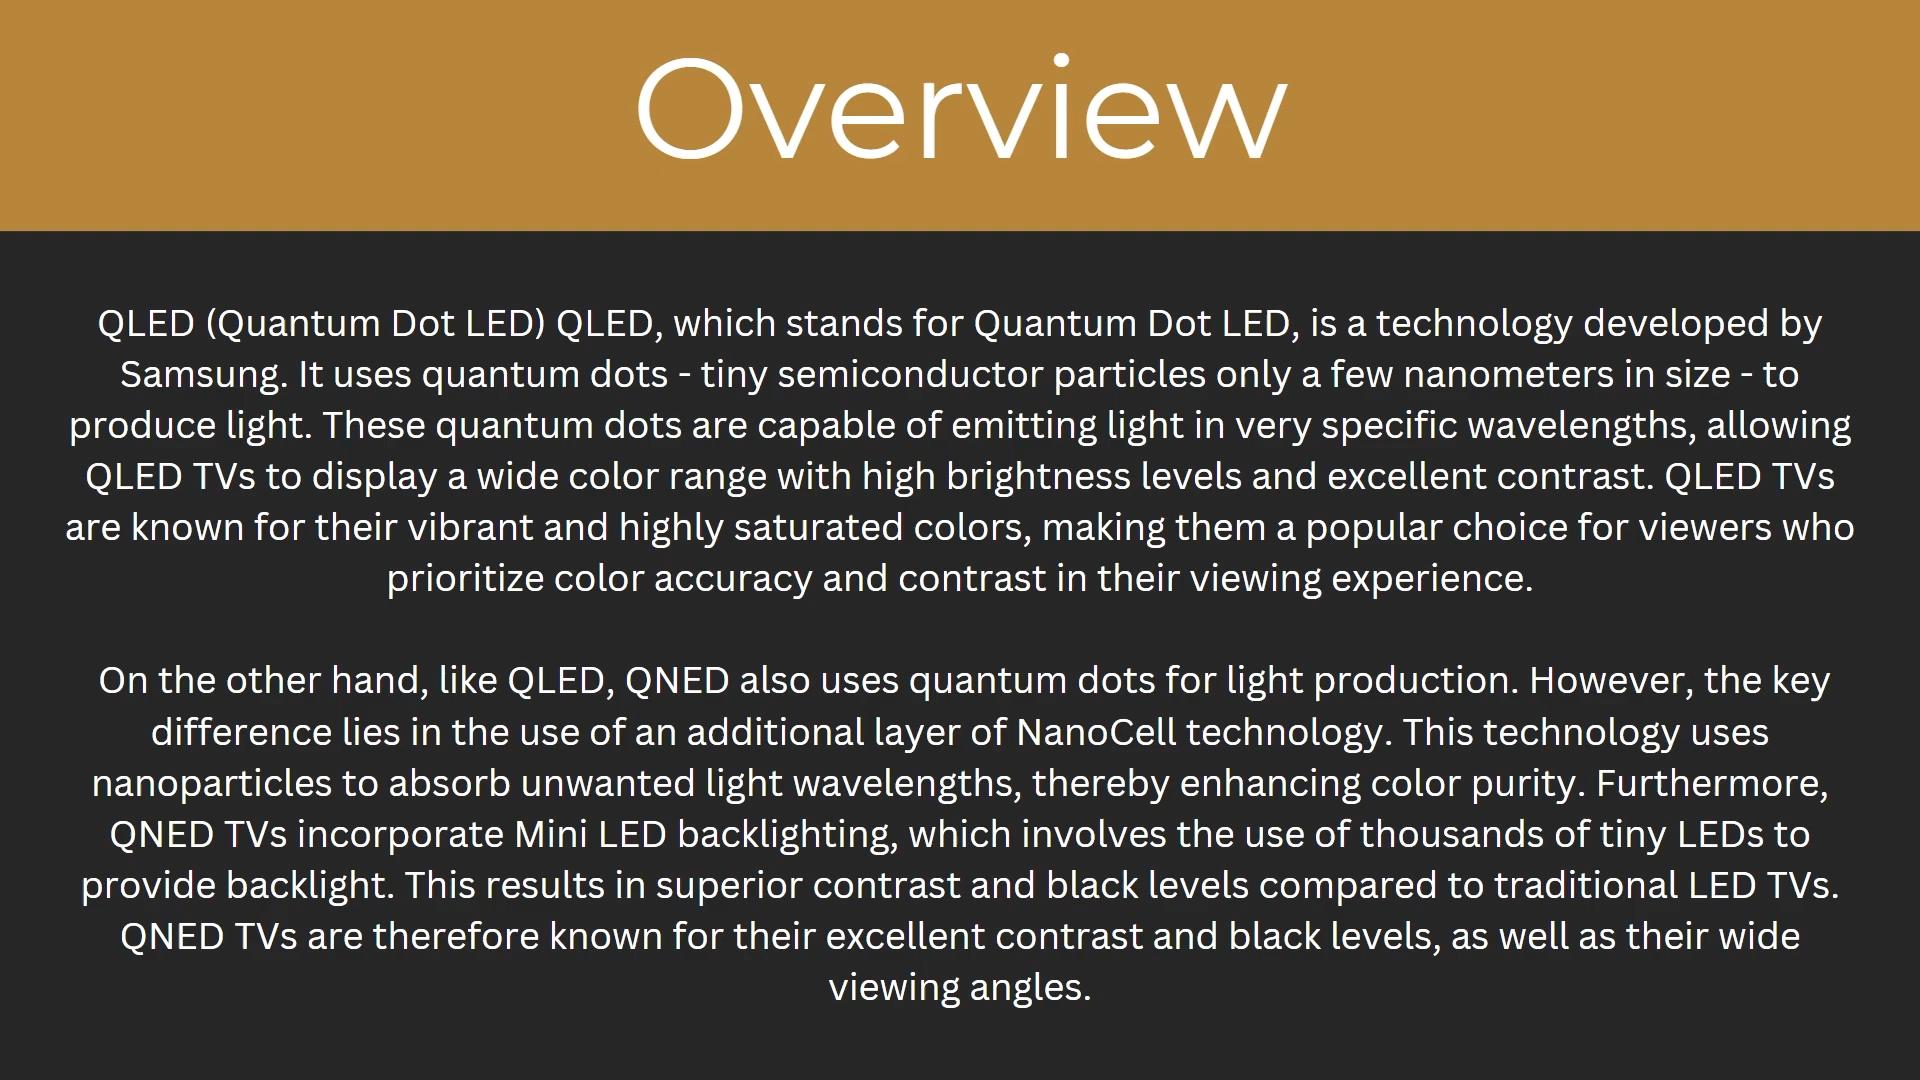 Overview
QLED (Quantum Dot LED) QLED, which stands for Quantum Dot LED, is a technology developed by
Samsung. It uses quantum dots - tiny semiconductor particles only a few nanometers in size - to
produce light. These quantum dots are capable of emitting light in very specific wavelengths, allowing
QLED TVs to display a wide color range with high brightness levels and excellent contrast. QLED TVs
are known for their vibrant and highly saturated colors, making them a popular choice for viewers who
prioritize color accuracy and contrast in their viewing experience.
On the other hand, like QLED, QNED also uses quantum dots for light production. However, the key
difference lies in the use of an additional layer of NanoCell technology. This technology uses
nanoparticles to absorb unwanted light wavelengths, thereby enhancing color purity. Furthermore,
QNED TVs incorporate Mini LED backlighting, which involves the use of thousands of tiny LEDs to
provide backlight. This results in superior contrast and black levels compared to traditional LED TVs.
QNED TVs are therefore known for their excellent contrast and black levels, as well as their wide
viewing angles.